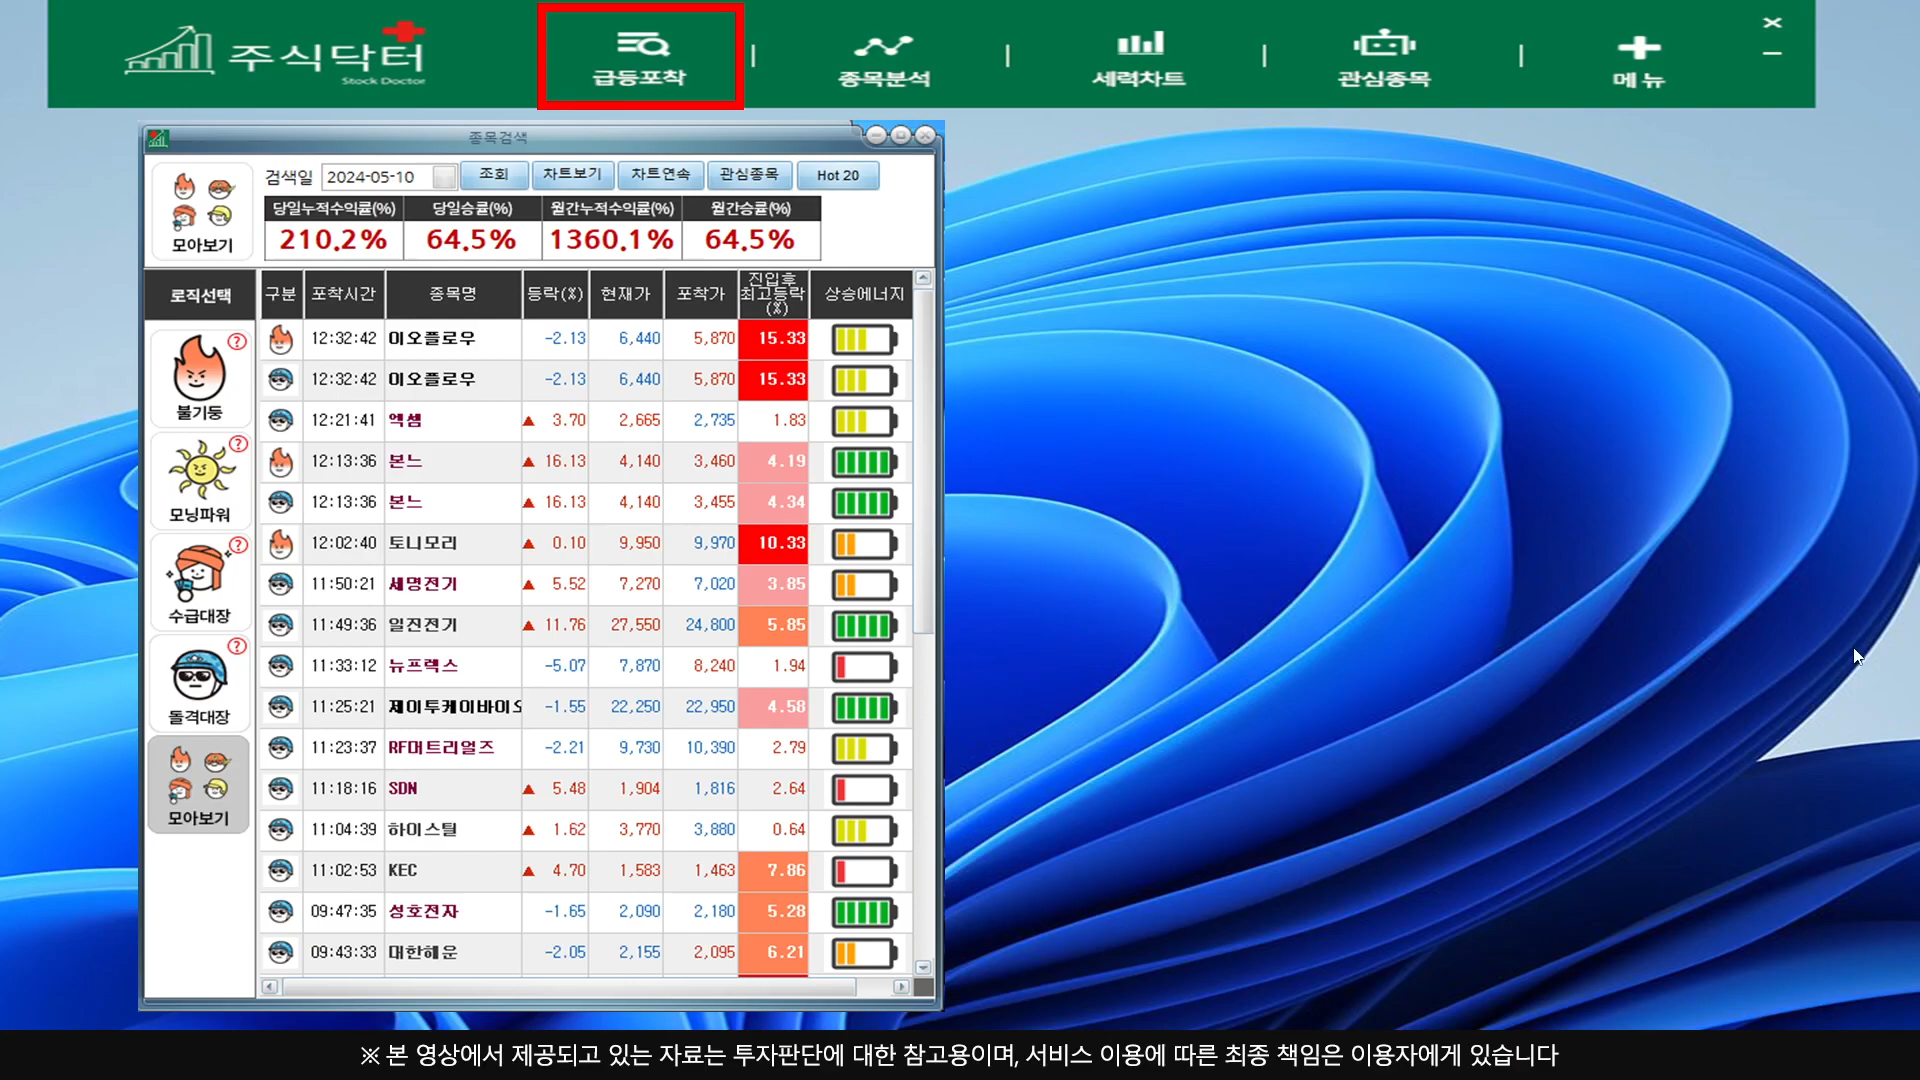 주식닥터
Stock Doctor
급등포착
종목분석
세력차트
관심종목
메뉴
종목검색
모아보기
검색일 2024-05-10 조회 차트보기 차트연속 관심종목 Hot 20
당일누적수익률(%) 당일승률(%) 월간누적수익률(%) 월간승률(%)
210.2% 64.5% 1360.1% 64.5%
로직선택
불기둥
모닝파워
수급대장
돌격대장
모아보기
구분 포착시간 종목명 등락(%) 현재가 포착가 진입후 최고등락 (%) 상승에너지
12:32:42 이오플로우 -2.13 6,440 5,870 15.33
12:32:42 이오플로우 -2.13 6,440 5,870 15.33
12:21:41 엑셈 ▲ 3.70 2,665 2,735 1.83
12:13:36 본느 ▲ 16.13 4,140 3,460 4.19
12:13:36 본느 ▲ 16.13 4,140 3,455 4.34
12:02:40 토니모리 ▲ 0.10 9,950 9,970 10.33
11:50:21 세명전기 ▲ 5.52 7,270 7,020 3.85
11:49:36 일진전기 ▲ 11.76 27,550 24,800 5.85
11:33:12 뉴프렉스 -5.07 7,870 8,240 1.94
11:25:21 제이투케이바이오 -1.55 22,250 22,950 4.58
11:23:37 RF머트리얼즈 -2.21 9,730 10,390 2.79
11:18:16 SDN ▲ 5.48 1,904 1,816 2.64
11:04:39 하이스틸 ▲ 1.62 3,770 3,880 0.64
11:02:53 KEC ▲ 4.70 1,583 1,463 7.86
09:47:35 성호전자 -1.65 2,090 2,180 5.28
09:43:33 대한해운 -2.05 2,155 2,095 6.21
※ 본 영상에서 제공되고 있는 자료는 투자판단에 대한 참고용이며, 서비스 이용에 따른 최종 책임은 이용자에게 있습니다